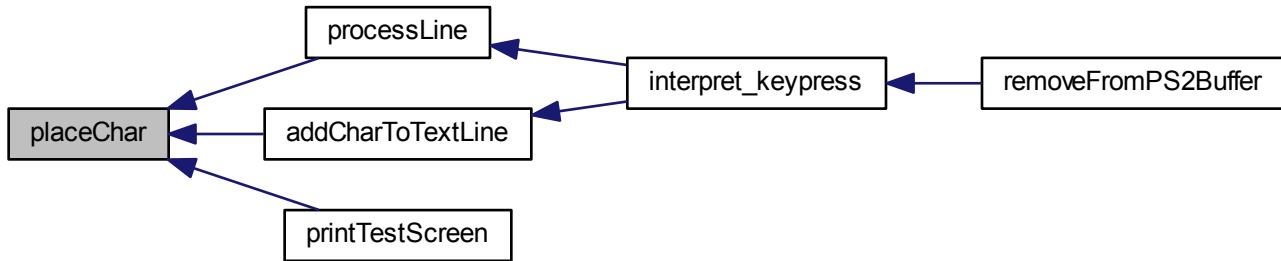 processLine
interpret_keypress
removeFromPS2Buffer
placeChar
addCharToTextLine
printTestScreen